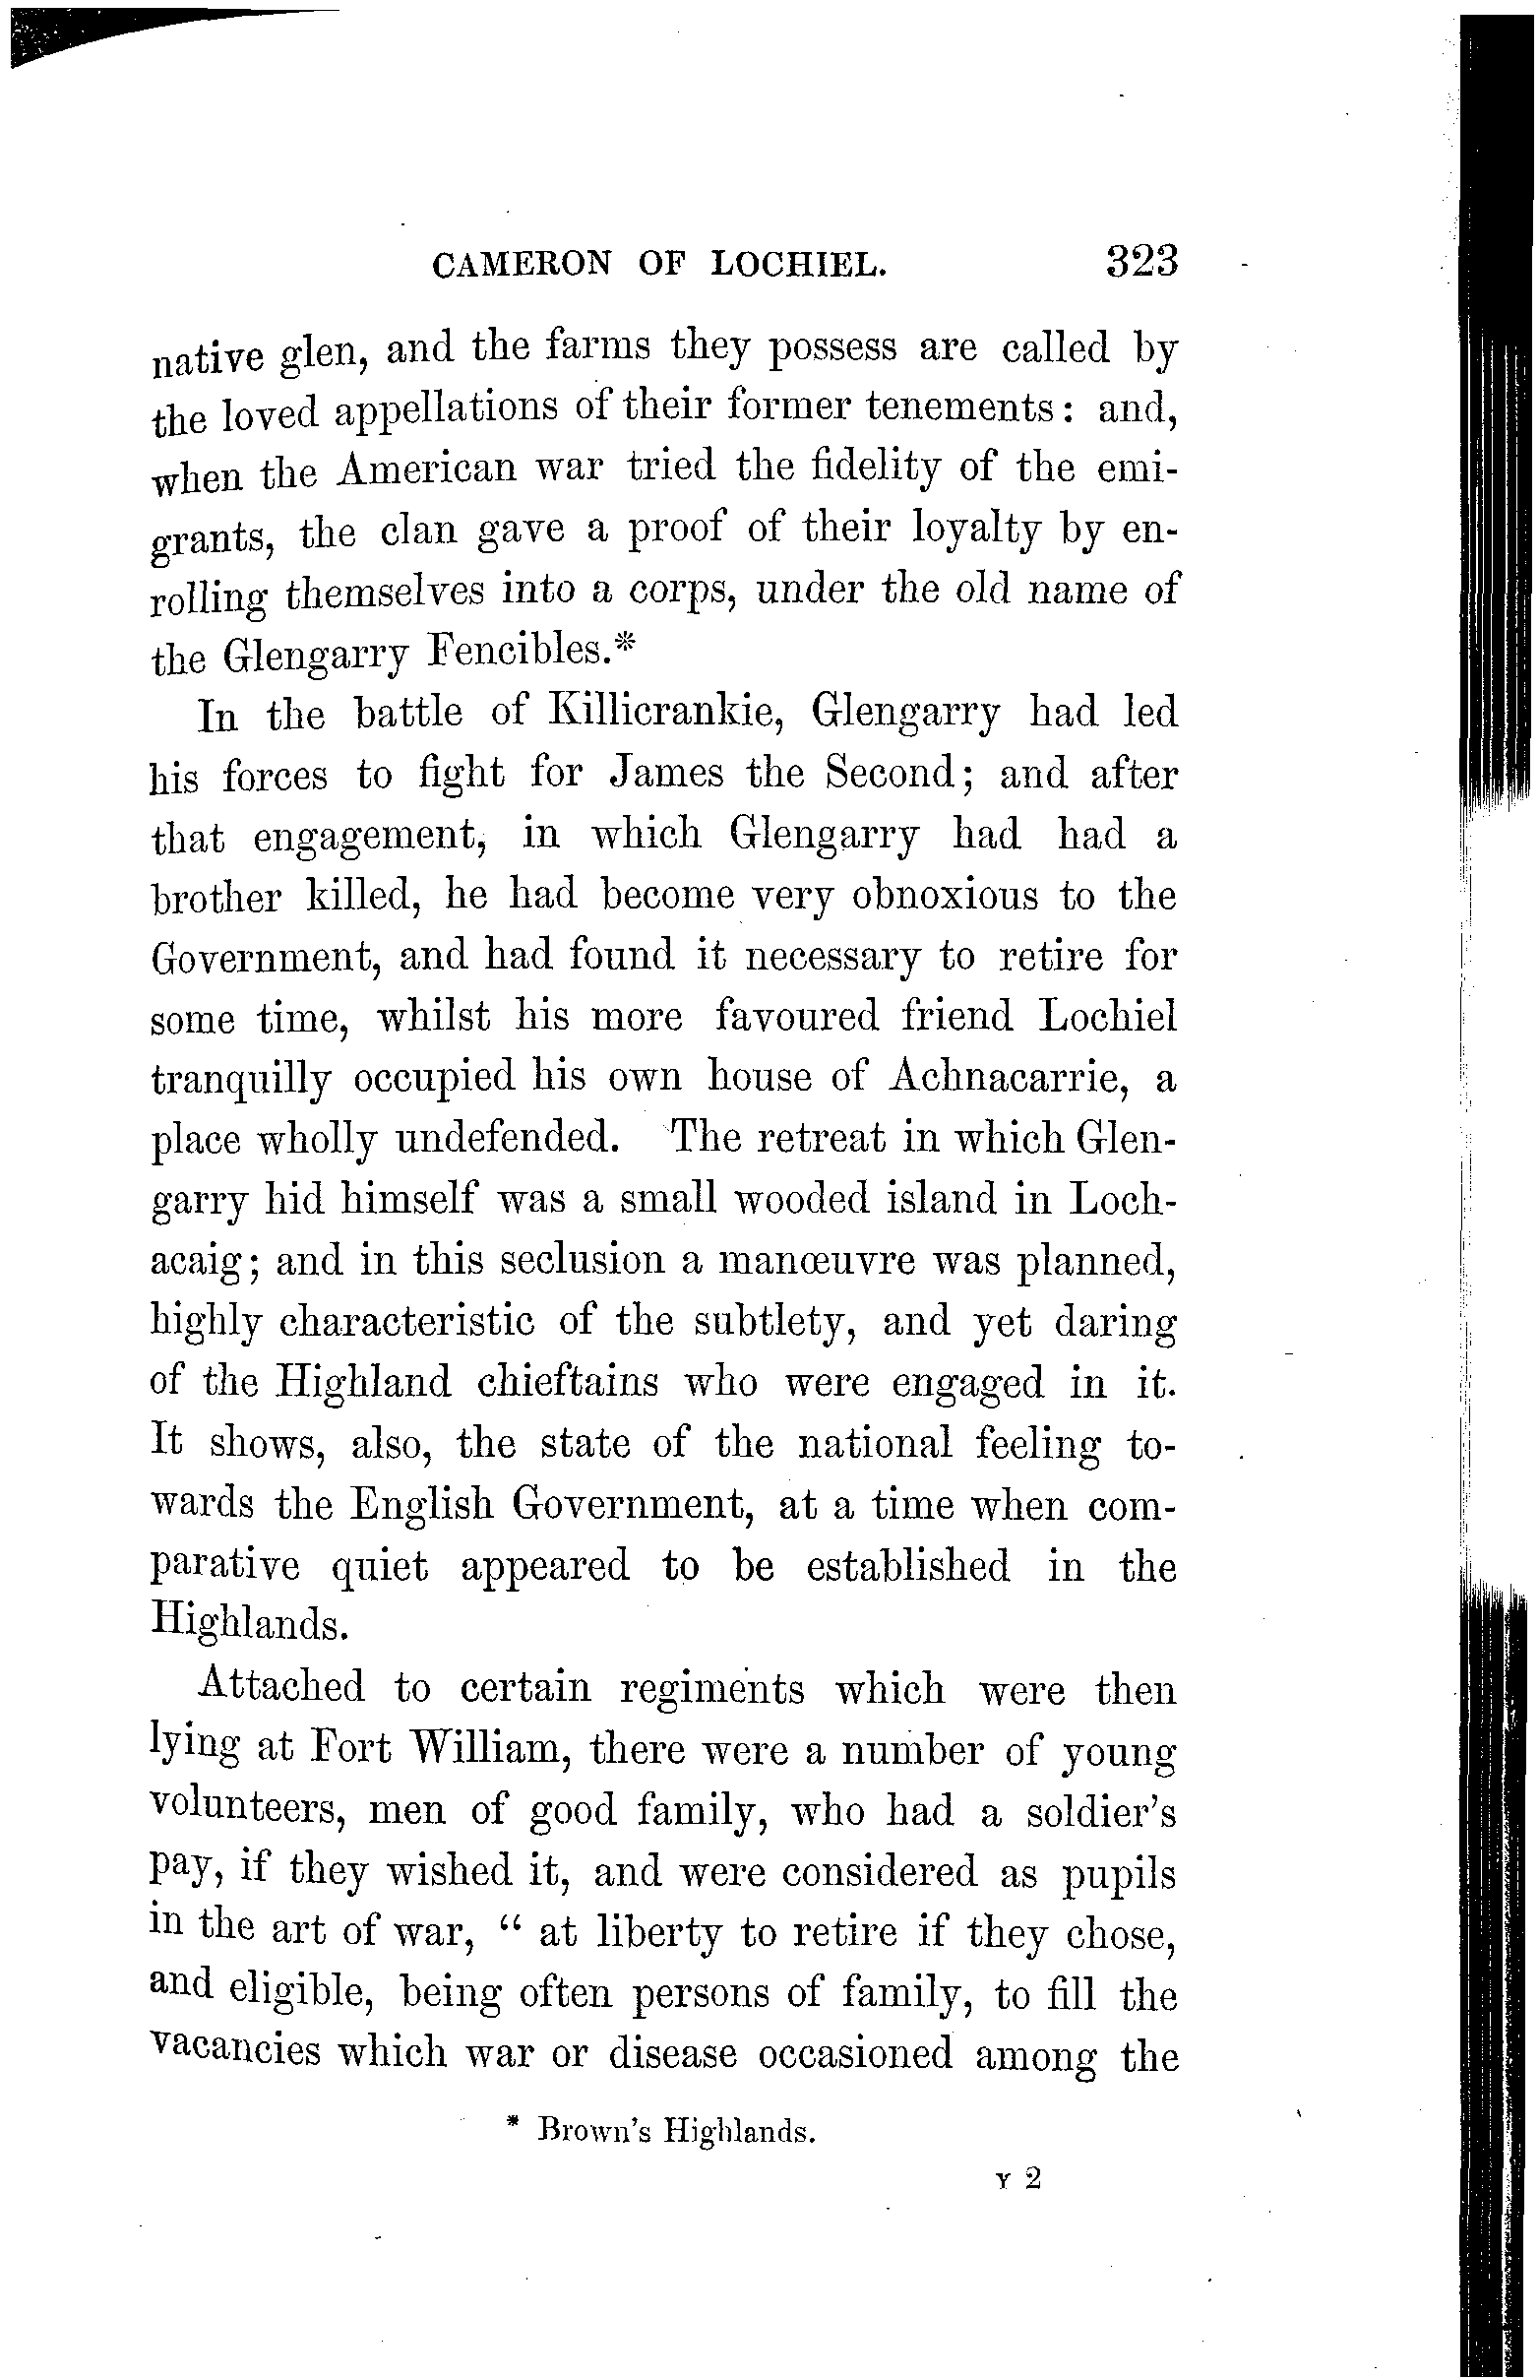 CAMERON OF LOCHIEL. 323
native glen, and the farms they possess are called by
the loved appellations of their former tenements: and,
when the American war tried the fidelity of the emi-
grants, the clan gave a proof of their loyalty by en-
rolling themselves into a corps, under the old name of
the Glengarry Fencibles.*
In the battle of Killicrankie, Glengarry had led
his forces to fight for James the Second; and after
that engagement, in which Glengarry had had a
brother killed, he had become very obnoxious to the
Government, and had found it necessary to retire for
some time, whilst his more favoured friend Lochiel
tranquilly occupied his own house of Achnacarrie, a
place wholly undefended. The retreat in which Glen-
garry hid himself was a small wooded island in Loch-
acaig; and in this seclusion a manœuvre was planned,
highly characteristic of the subtlety, and yet daring
of the Highland chieftains who were engaged in it.
It shows, also, the state of the national feeling to-
wards the English Government, at a time when com-
parative quiet appeared to be established in the
Highlands.
Attached to certain regiments which were then
lying at Fort William, there were a number of young
volunteers, men of good family, who had a soldier's
pay, if they wished it, and were considered as pupils
in the art of war, “ at liberty to retire if they chose,
and eligible, being often persons of family, to fill the
vacancies which war or disease occasioned among the
* Brown's Highlands.
Y 2